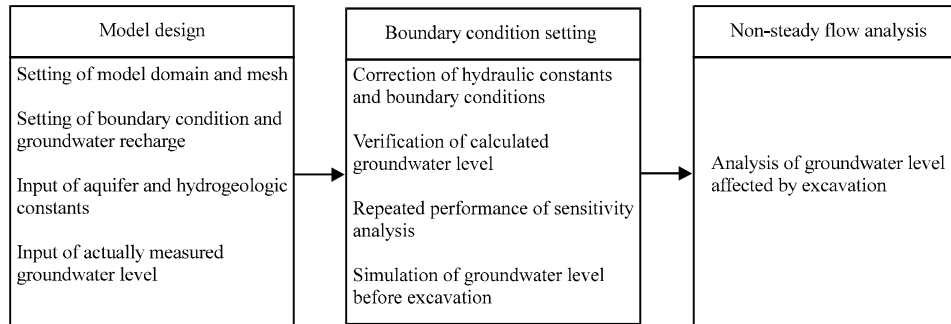 Model design
Setting of model domain and mesh
Setting of boundary condition and
groundwater recharge
Input of aquifer and hydrogeologic
constants
Input of actually measured
groundwater level
Boundary condition setting
Correction of hydraulic constants
and boundary conditions
Verification of calculated
groundwater level
Repeated performance of sensitivity
analysis
Simulation of groundwater level
before excavation
Non-steady flow analysis
Analysis of groundwater level
affected by excavation